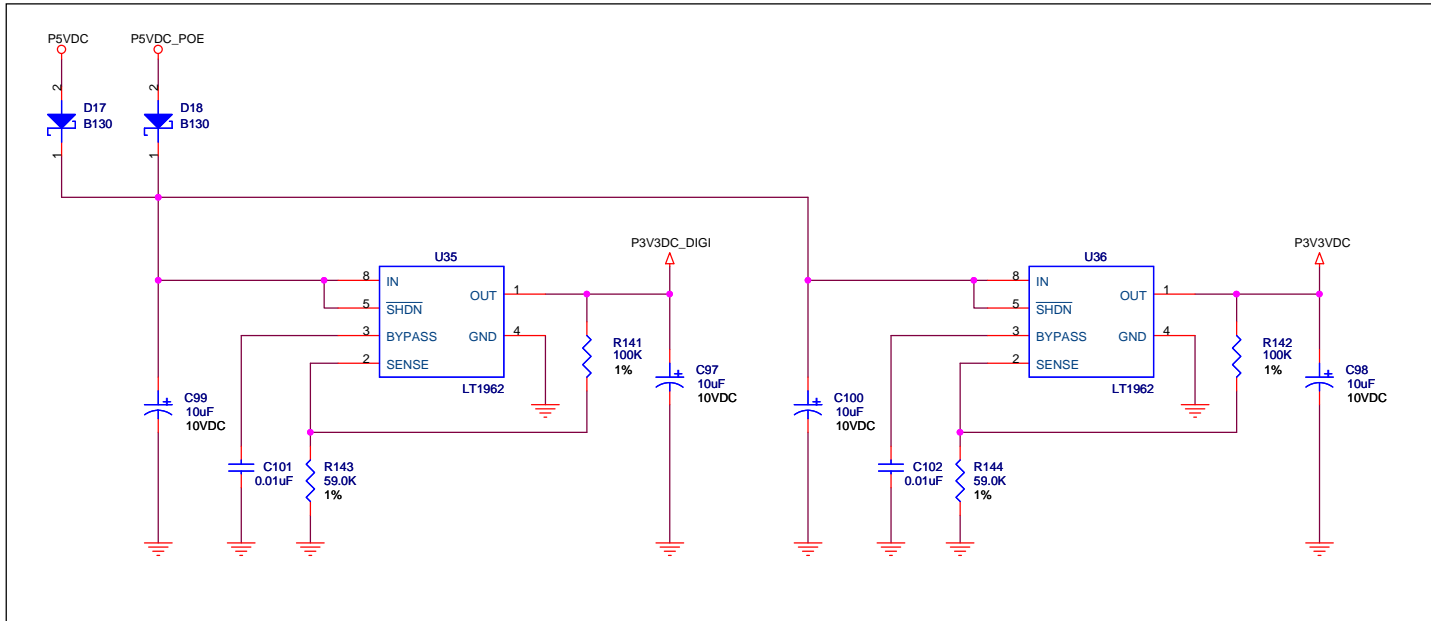 P5VDC
P5VDC_POE
2
2
D17
B130
D18
B130
1
1
P3V3DC_DIGI
P3V3VDC
U35
U36
8
IN
5
SHDN
3
BYPASS
2
SENSE
OUT
1
GND
4
LT1962
8
IN
5
SHDN
3
BYPASS
2
SENSE
OUT
1
GND
4
LT1962
R141
100K
1%
C97
10uF
10VDC
R142
100K
1%
C98
10uF
10VDC
C99
10uF
10VDC
C100
10uF
10VDC
C101
0.01uF
R143
59.0K
1%
C102
0.01uF
R144
59.0K
1%